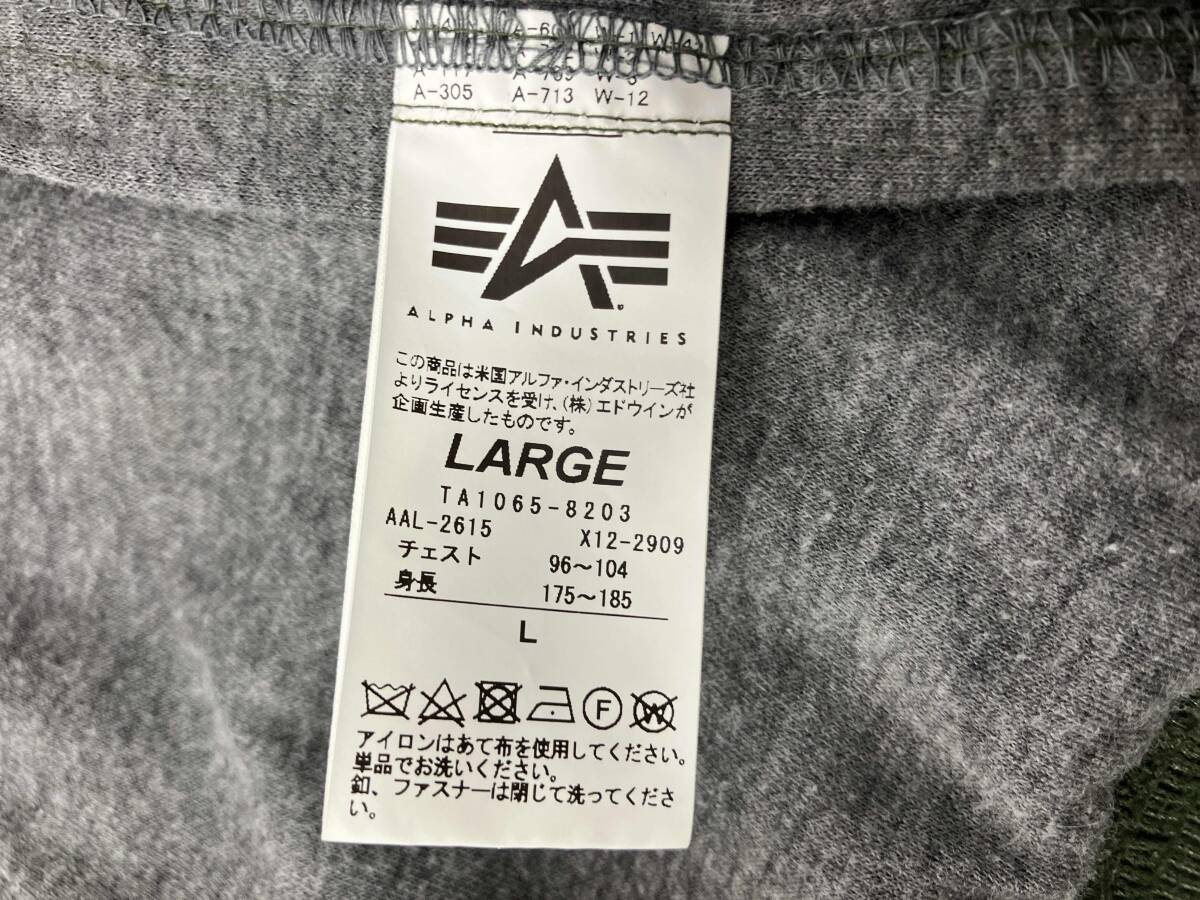 A-305 A-713 W-12
ALPHA INDUSTRIES
この商品は米国アルファ・インダストリーズ社
よりライセンスを受け、(株)エドウインが
企画生産したものです。
LARGE
TA1065-8203
AAL-2615 X12-2909
チェスト 96〜104
身長 175〜185
L
F W
アイロンはあて布を使用してください。
単品でお洗いください。
釦、ファスナーは閉じて洗ってくださ
い。